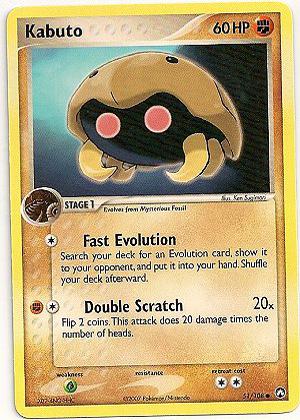 Kabuto 60 HP
Illus. Ken Sugimori
STAGE 1 Evolves from Mysterious Fossil
Fast Evolution
Search your deck for an Evolution card, show it
to your opponent, and put it into your hand. Shuffle
your deck afterward.
Double Scratch 20x
Flip 2 coins. This attack does 20 damage times the
number of heads.
weakness resistance retreat cost
©2007 Pokémon/Nintendo
/108